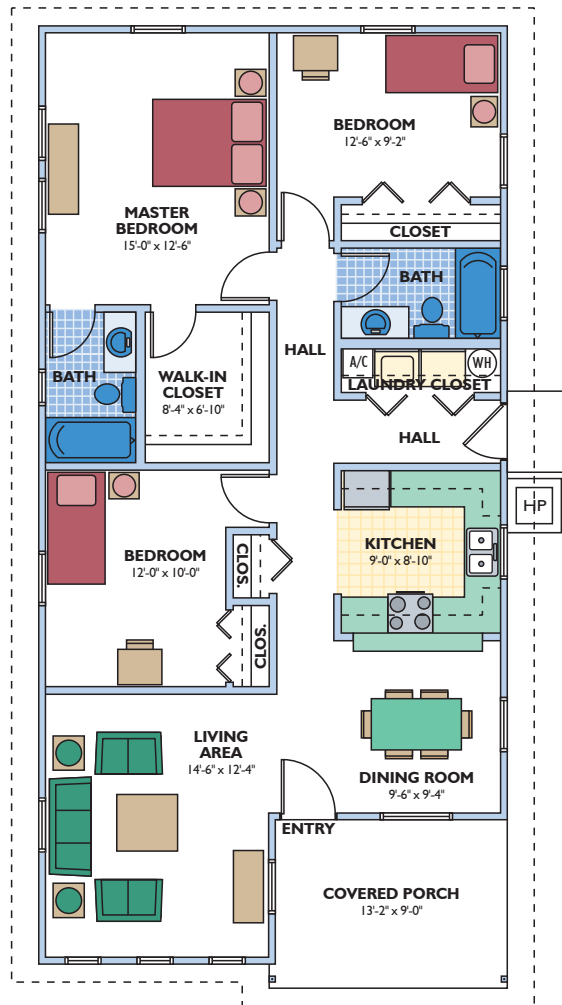 BEDROOM
12'-6" x 9'-2"
MASTER
BEDROOM
15'-0" x 12'-6"
CLOSET
BATH
HALL
A/C
WH
LAUNDRY CLOSET
BATH
WALK-IN
CLOSET
8'-4" x 6'-10"
HALL
HP
KITCHEN
9'-0" x 8'-10"
BEDROOM
12'-0" x 10'-0"
CLOS.
CLOS.
LIVING
AREA
14'-6" x 12'-4"
DINING ROOM
9'-6" x 9'-4"
ENTRY
COVERED PORCH
13'-2" x 9'-0"